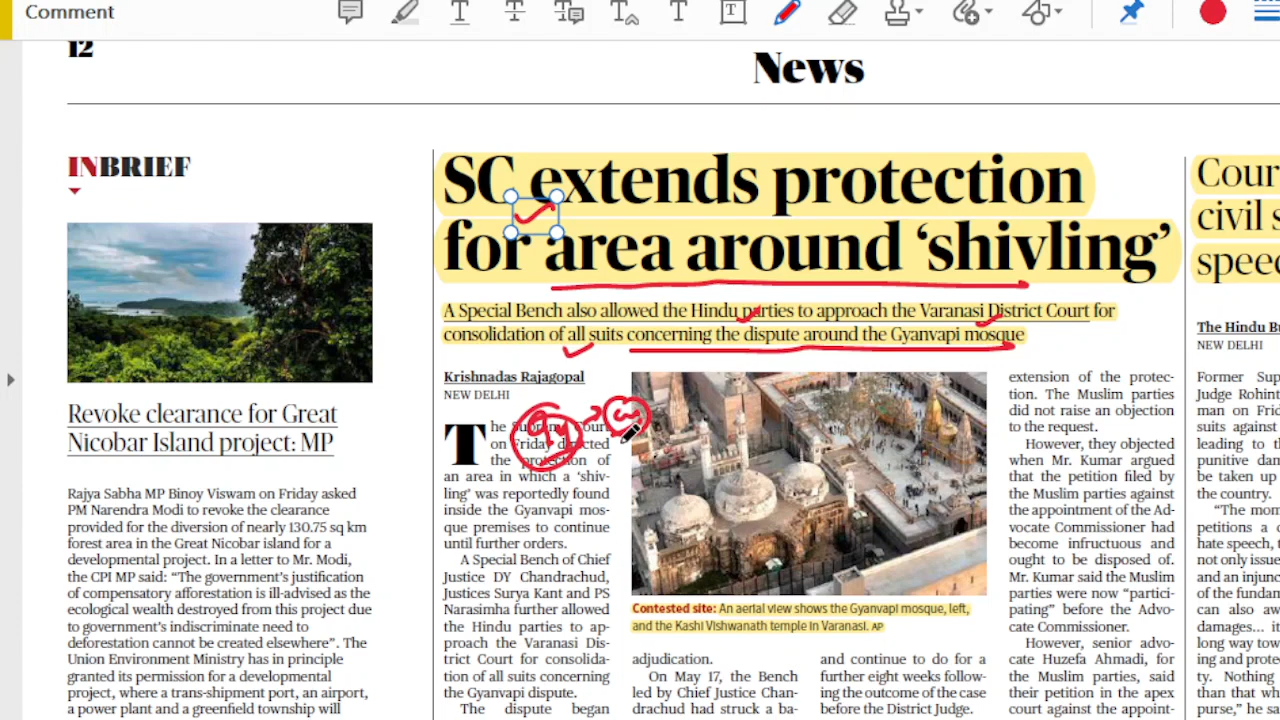 Comment
12
News
INBRIEF
Revoke clearance for Great
Nicobar Island project: MP
Rajya Sabha MP Binoy Viswam on Friday asked
PM Narendra Modi to revoke the clearance
provided for the diversion of nearly 130.75 sq km
forest area in the Great Nicobar island for a
developmental project. In a letter to Mr. Modi,
the CPI MP said: “The government’s justification
of compensatory afforestation is ill-advised as the
ecological wealth destroyed from this project due
to government’s indiscriminate need to
deforestation cannot be created elsewhere”. The
Union Environment Ministry has in principle
granted its permission for a developmental
project, where a trans-shipment port, an airport,
a power plant and a greenfield township will
SC extends protection
for area around ‘shivling’
A Special Bench also allowed the Hindu parties to approach the Varanasi District Court for
consolidation of all suits concerning the dispute around the Gyanvapi mosque
Krishnadas Rajagopal
NEW DELHI
The Supreme Court
on Friday directed
the protection of
an area in which a ‘shiv-
ling’ was reportedly found
inside the Gyanvapi mos-
que premises to continue
until further orders.
A Special Bench of Chief
Justice DY Chandrachud,
Justices Surya Kant and PS
Narasimha further allowed
the Hindu parties to ap-
proach the Varanasi Dis-
trict Court for consolida-
tion of all suits concerning
the Gyanvapi dispute.
The dispute began
Contested site: An aerial view shows the Gyanvapi mosque, left,
and the Kashi Vishwanath temple in Varanasi. AP
adjudication.
On May 17, the Bench
led by Chief Justice Chan-
drachud had struck a ba-
and continue to do for a
further eight weeks follow-
ing the outcome of the case
before the District Judge.
extension of the protec-
tion. The Muslim parties
did not raise an objection
to the request.
However, they objected
when Mr. Kumar argued
that the petition filed by
the Muslim parties against
the appointment of the Ad-
vocate Commissioner had
become infructuous and
ought to be disposed of.
Mr. Kumar said the Muslim
parties were now “partici-
pating” before the Advo-
cate Commissioner.
However, senior advo-
cate Huzefa Ahmadi, for
the Muslim parties, said
their petition in the apex
court against the appoint-
Cour
civil s
speec
The Hindu Bu
NEW DELHI
Former Sup
Judge Rohint
man on Frid
suits against
leading to th
punitive dam
be taken up
the country.
“The mom
petitions a c
hate speech, t
not only issue
and an injunc
of the fundam
can also aw
damages... it
long way tow
ing and prote
ty. Nothing
than that wh
purse,” he sa